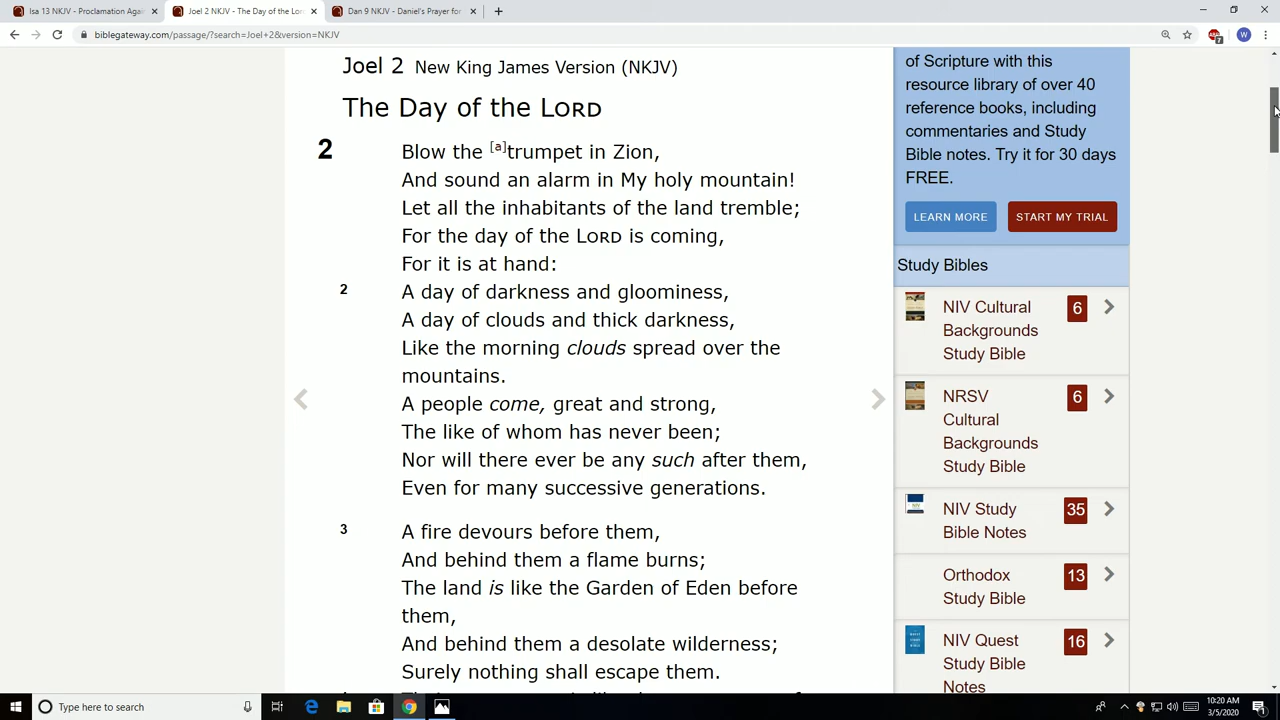 Isa 13 NKJV - Proclamation Again
Joel 2 NKJV - The Day of the Lor
Dan 9 NKJV - Daniel's Prayer for
biblegateway.com/passage/?search=Joel+2&version=NKJV
W
7
Joel 2 New King James Version (NKJV)
The Day of the LORD
2 Blow the [a]trumpet in Zion,
And sound an alarm in My holy mountain!
Let all the inhabitants of the land tremble;
For the day of the LORD is coming,
For it is at hand:
2 A day of darkness and gloominess,
A day of clouds and thick darkness,
Like the morning clouds spread over the
mountains.
A people come, great and strong,
The like of whom has never been;
Nor will there ever be any such after them,
Even for many successive generations.
3 A fire devours before them,
And behind them a flame burns;
The land is like the Garden of Eden before
them,
And behind them a desolate wilderness;
Surely nothing shall escape them.
of Scripture with this
resource library of over 40
reference books, including
commentaries and Study
Bible notes. Try it for 30 days
FREE.
LEARN MORE
START MY TRIAL
Study Bibles
NIV Cultural
Backgrounds
Study Bible
6
NRSV
Cultural
Backgrounds
Study Bible
6
NIV Study
Bible Notes
35
Orthodox
Study Bible
13
NIV Quest
Study Bible
Notes
16
Type here to search
10:20 AM
3/5/2020
1